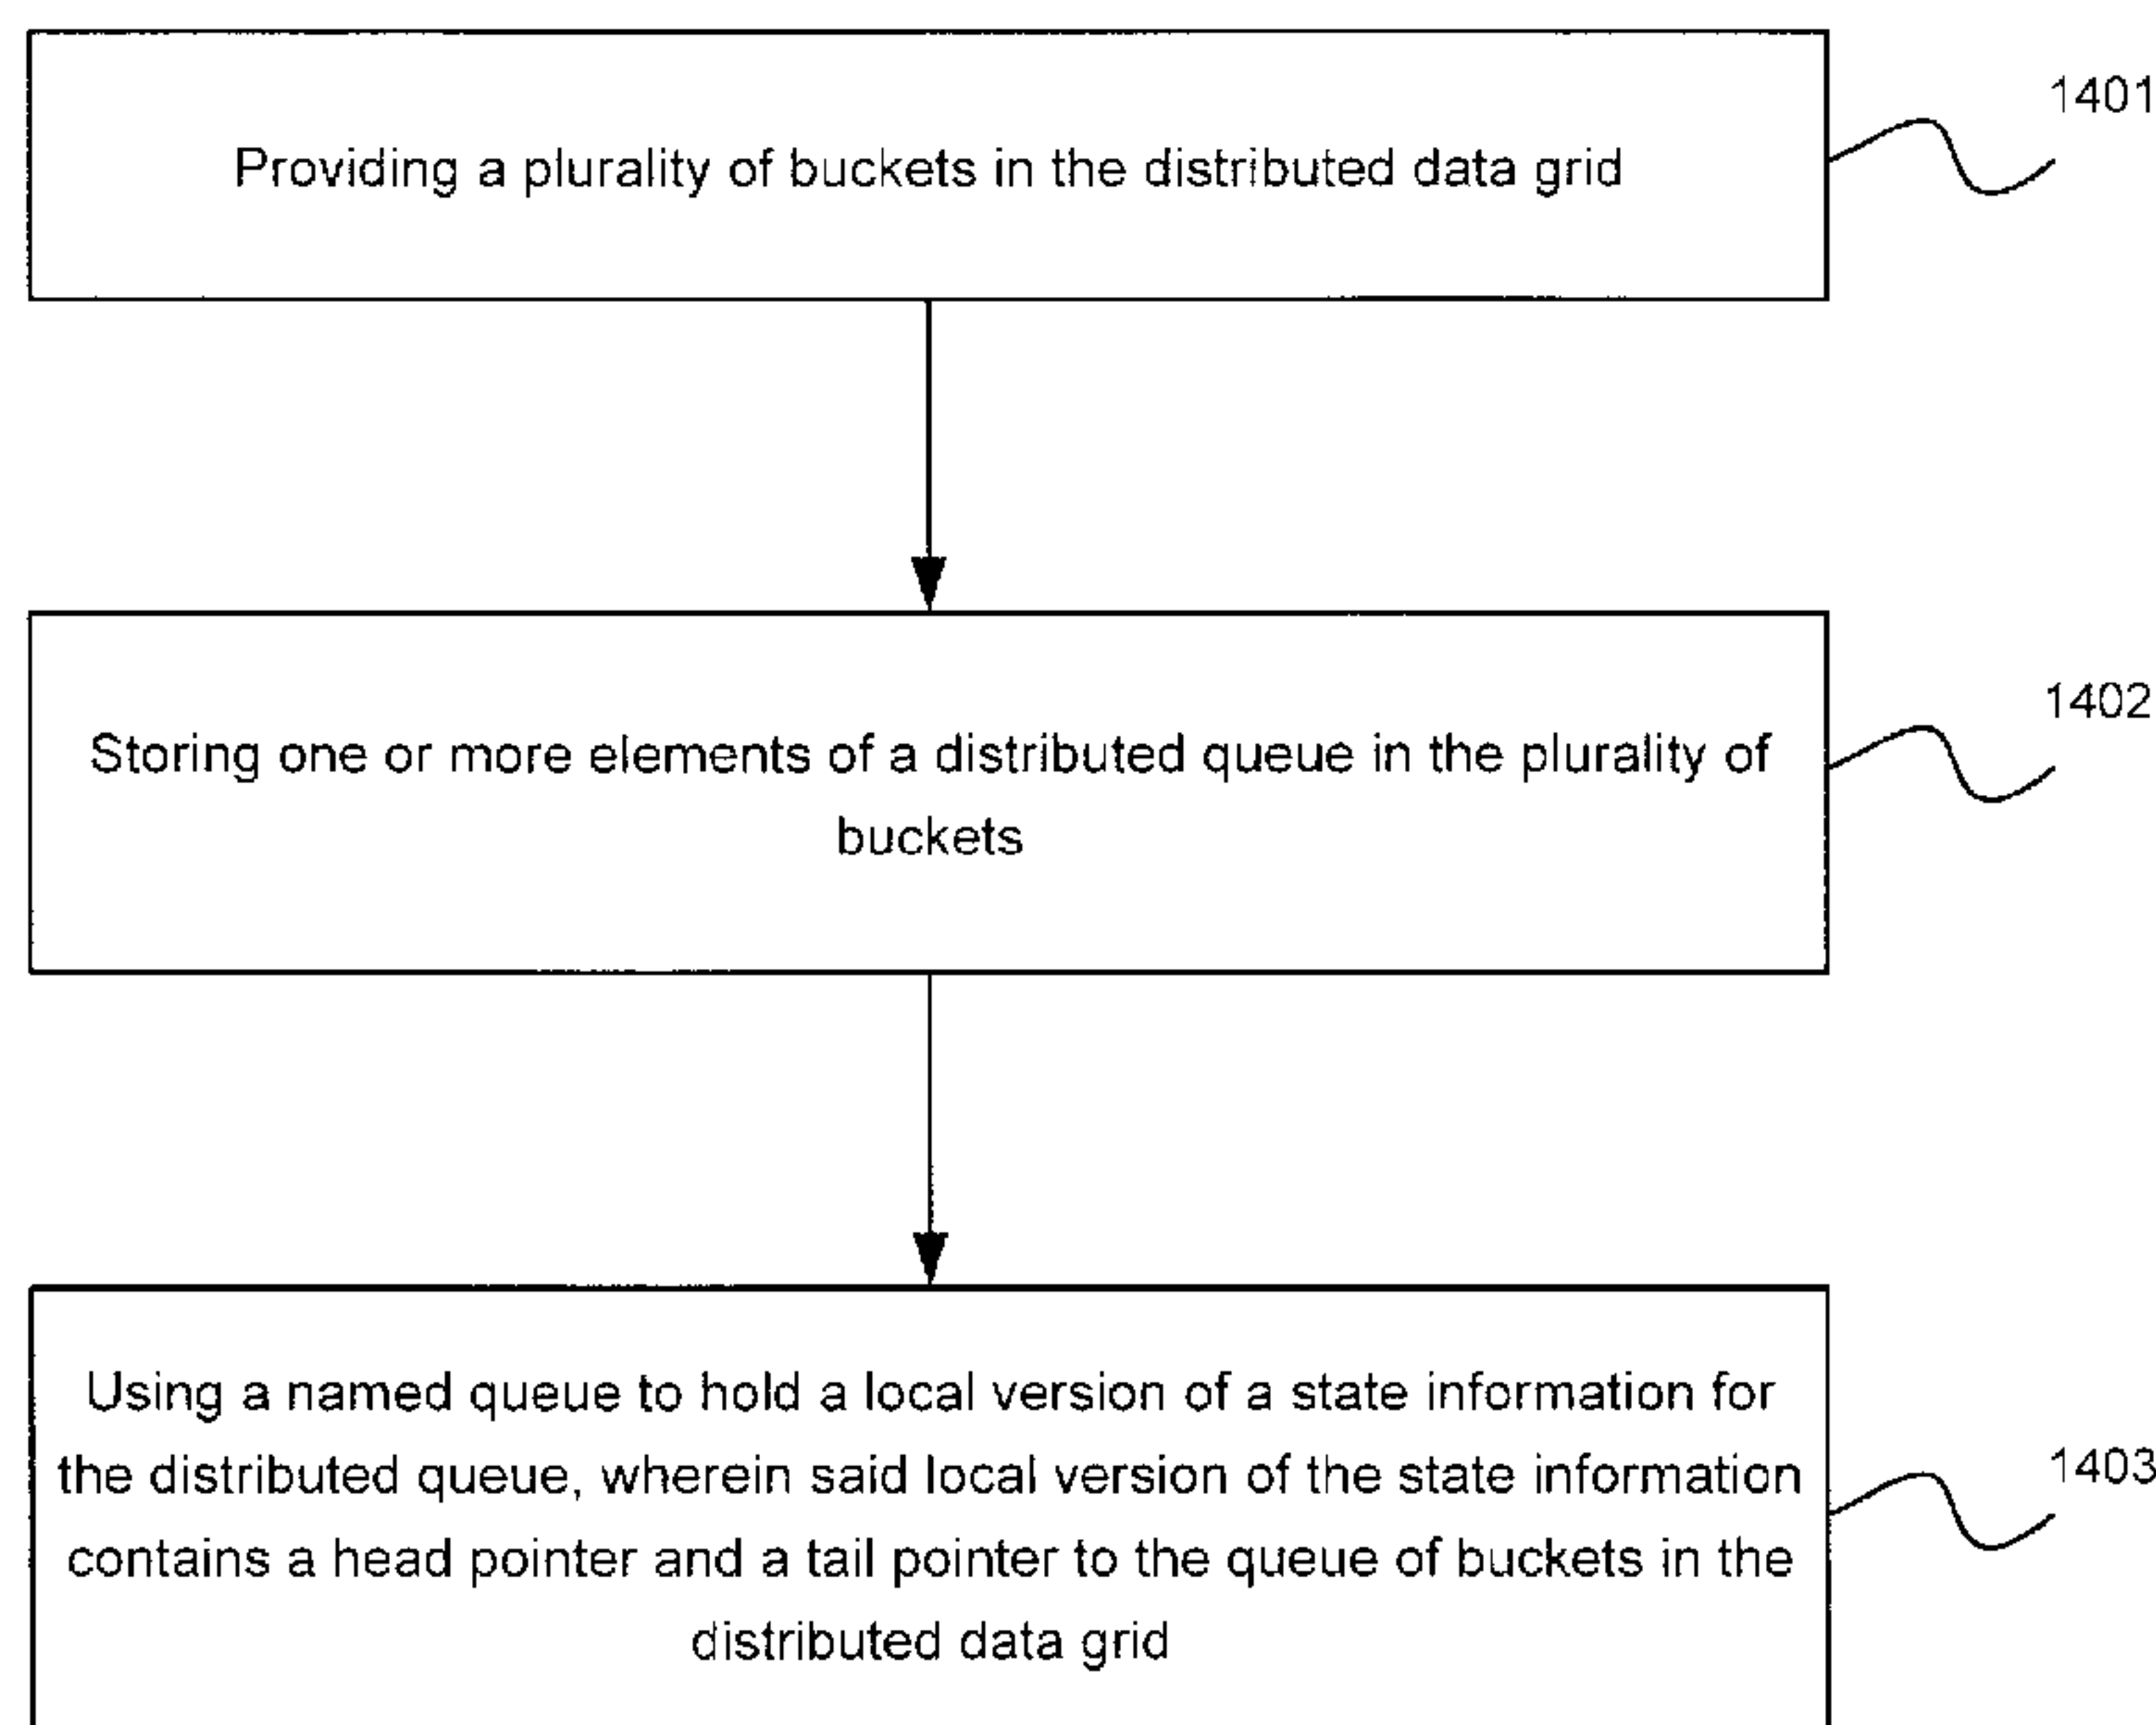 1401
Providing a plurality of buckets in the distributed data grid
1402
Storing one or more elements of a distributed queue in the plurality of
buckets
Using a named queue to hold a local version of a state information for
the distributed queue, wherein said local version of the state information
1403
contains a head pointer and a tail pointer to the queue of buckets in the
distributed data grid